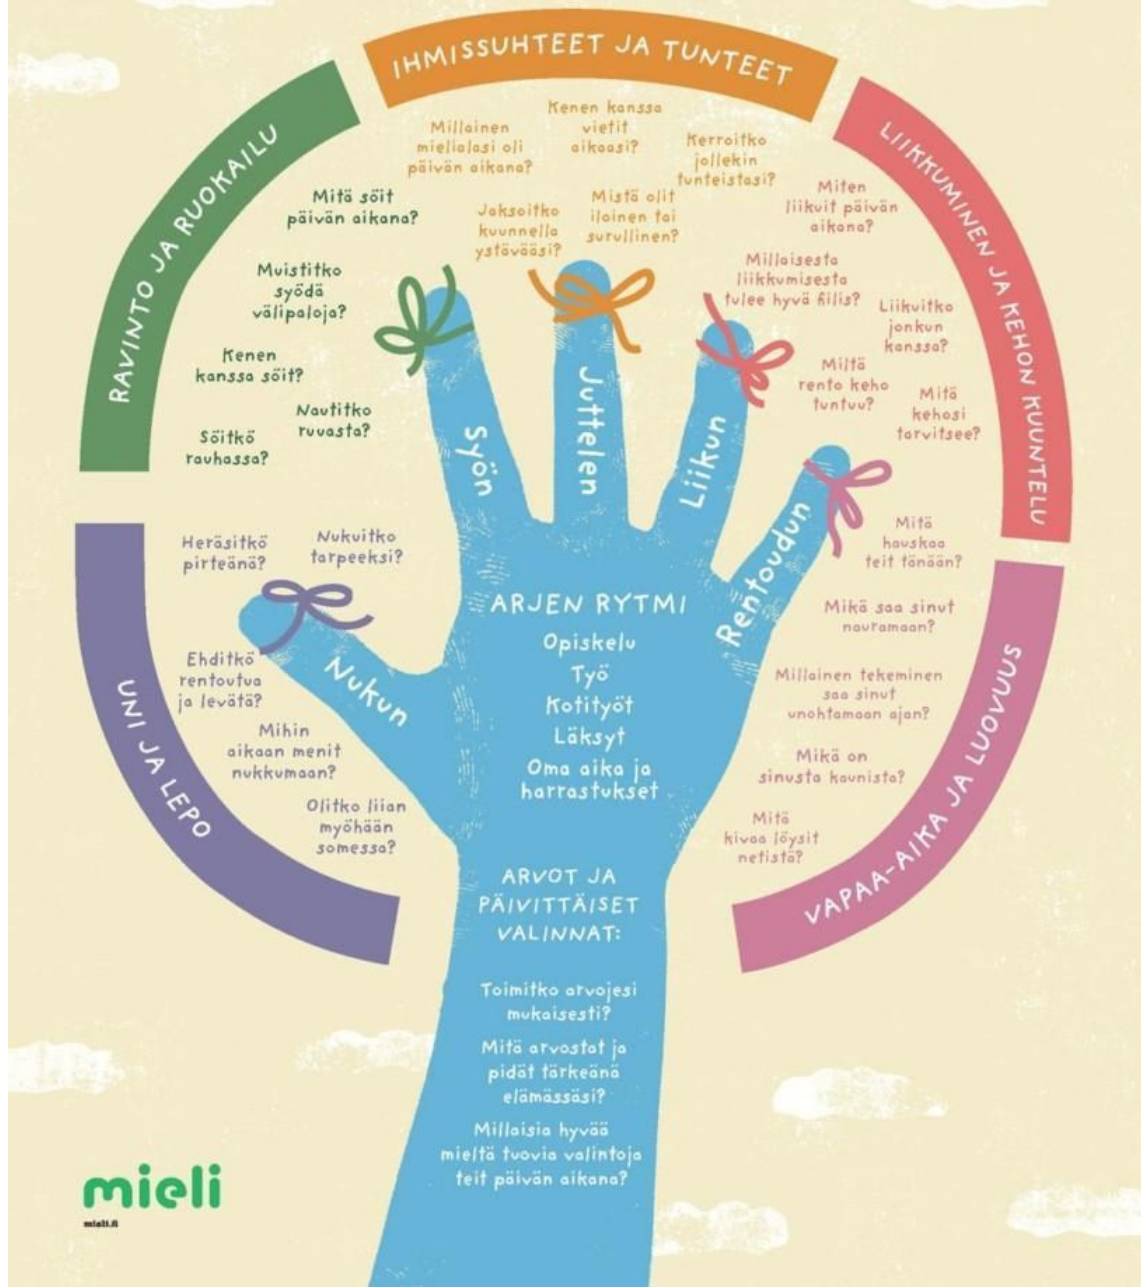 IHMISSUHTEET JA TUNTEET
Millainen
mielialasi oli
päivän aikana?
Kenen kanssa
vietit
aikaasi?
Kerroitko
jollekin
tunteistasi?
Jaksoitko
kuunnella
ystävääsi?
Mistä olit
iloinen tai
surullinen?
RAVINTO JA RUOKAILU
Mitä söit
päivän aikana?
Muistitko
syödä
välipaloja?
Kenen
kanssa söit?
Nautitko
ruuasta?
Söitkö
rauhassa?
LIIKKUMINEN JA KEHON KUUNTELU
Miten
liikuit päivän
aikana?
Millaisesta
liikkumisesta
tulee hyvä fiilis?
Liikuitko
jonkun
kanssa?
Miltä
rento keho
tuntuu?
Mitä
kehosi
tarvitsee?
UNI JA LEPO
Heräsitkö
pirteänä?
Nukuitko
tarpeeksi?
Ehditkö
rentoutua
ja levätä?
Mihin
aikaan menit
nukkumaan?
Olitko liian
myöhään
somessa?
VAPAA-AIKA JA LUOVUUS
Mitä
hauskaa
teit tänään?
Mikä saa sinut
nauramaan?
Millainen tekeminen
saa sinut
unohtamaan ajan?
Mikä on
sinusta kaunista?
Mitä
kivaa löysit
netistä?
Nukun
Syön
Juttelen
Liikun
Rentoudun
ARJEN RYTMI
Opiskelu
Työ
Kotityöt
Läksyt
Oma aika ja
harrastukset
ARVOT JA
PÄIVITTÄISET
VALINNAT:
Toimitko arvojesi
mukaisesti?
Mitä arvostat ja
pidät tärkeänä
elämässäsi?
Millaisia hyvää
mieltä tuovia valintoja
teit päivän aikana?
mieli
mieli.fi